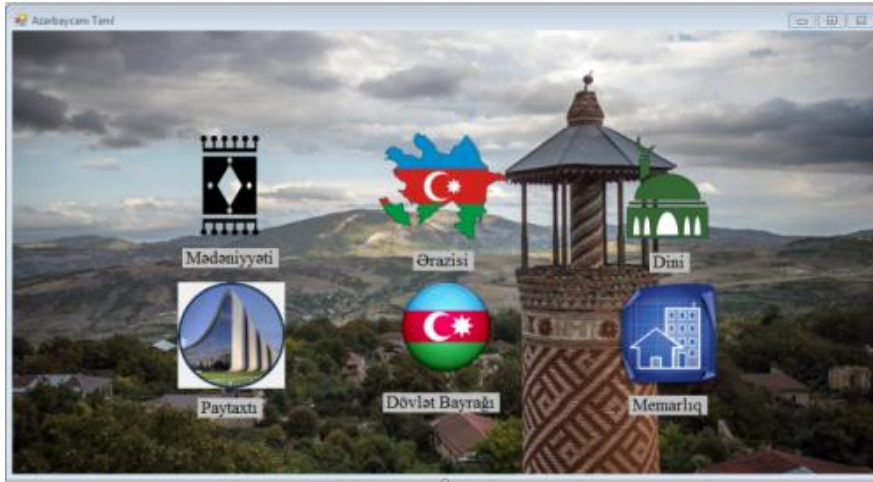 Azərbaycanı Tanı!
Mədəniyyəti
Ərazisi
Dini
Paytaxtı
Dövlət Bayrağı
Memarlıq